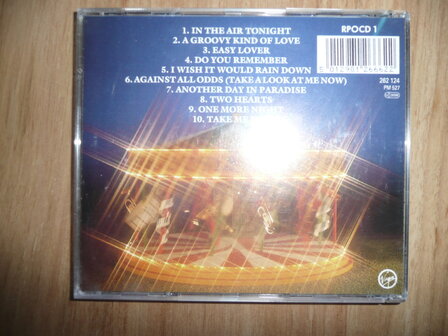 1. IN THE AIR TONIGHT
2. A GROOVY KIND OF LOVE
3. EASY LOVER
4. DO YOU REMEMBER
5. I WISH IT WOULD RAIN DOWN
6. AGAINST ALL ODDS (TAKE A LOOK AT ME NOW)
7. ANOTHER DAY IN PARADISE
8. TWO HEARTS
9. ONE MORE NIGHT
10. TAKE ME
RPOCD 1
262 124
PM 527
Virgin